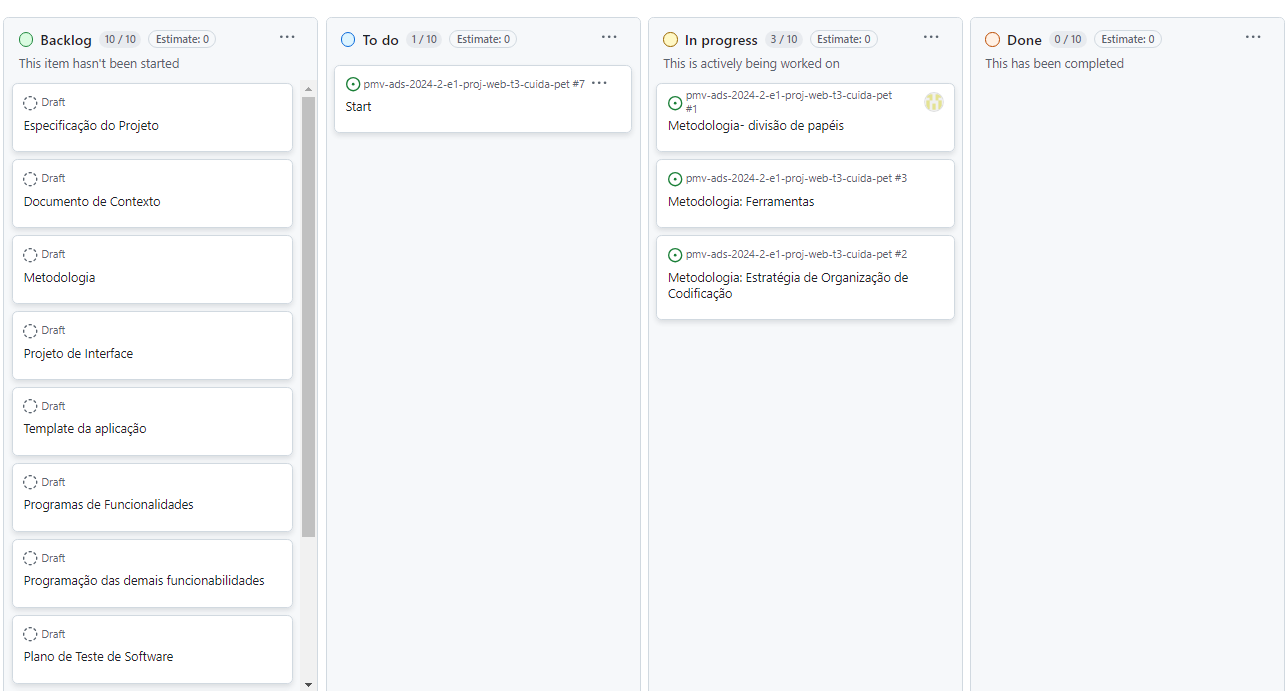 Backlog 10 / 10 Estimate: 0
This item hasn't been started
Draft
Especificação do Projeto
Draft
Documento de Contexto
Draft
Metodologia
Draft
Projeto de Interface
Draft
Template da aplicação
Draft
Programas de Funcionalidades
Draft
Programação das demais funcionabilidades
Draft
Plano de Teste de Software
To do 1 / 10 Estimate: 0
pmv-ads-2024-2-e1-proj-web-t3-cuida-pet #7
Start
In progress 3 / 10 Estimate: 0
This is actively being worked on
pmv-ads-2024-2-e1-proj-web-t3-cuida-pet
#1
Metodologia- divisão de papéis
pmv-ads-2024-2-e1-proj-web-t3-cuida-pet #3
Metodologia: Ferramentas
pmv-ads-2024-2-e1-proj-web-t3-cuida-pet #2
Metodologia: Estratégia de Organização de
Codificação
Done 0 / 10 Estimate: 0
This has been completed